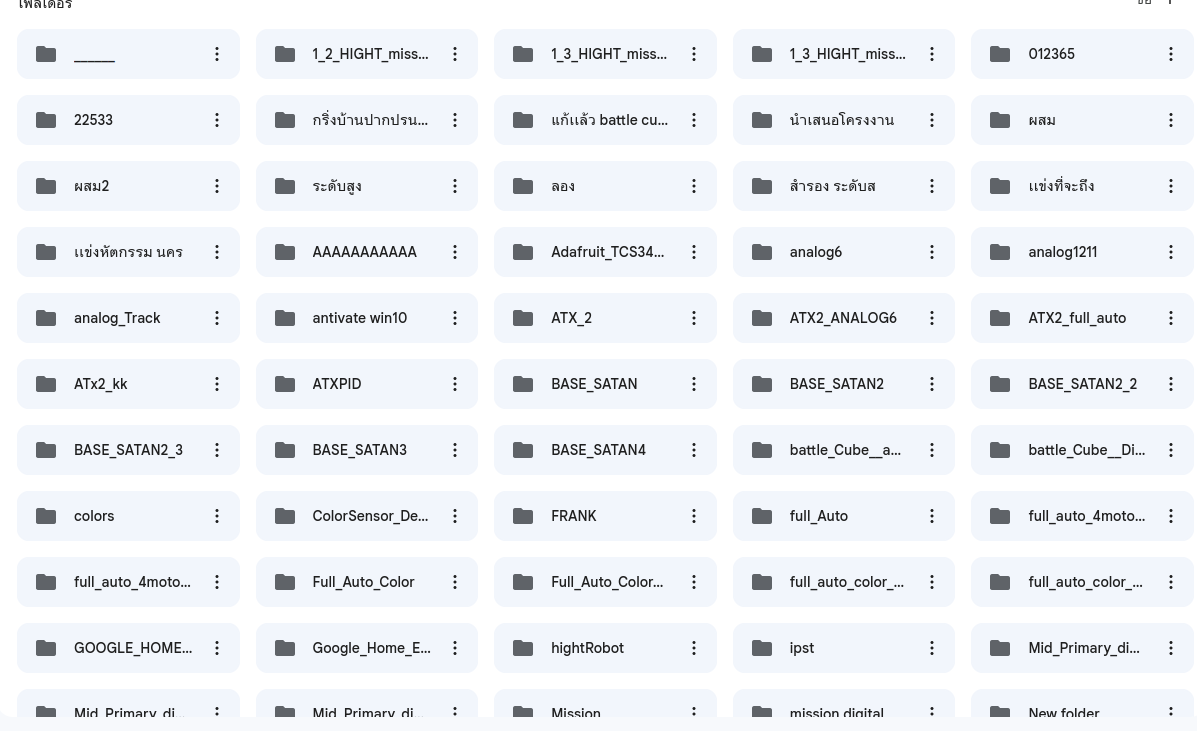 โฟลเดอร์
______
1_2_HIGHT_miss...
1_3_HIGHT_miss...
1_3_HIGHT_miss...
012365
22533
กริ่งบ้านปากปรน...
แก้แล้ว battle cu...
นำเสนอโครงงาน
ผสม
ผสม2
ระดับสูง
ลอง
สำรอง ระดับส
แข่งที่จะถึง
แข่งหัตกรรม นคร
AAAAAAAAAAA
Adafruit_TCS34...
analog6
analog1211
analog_Track
antivate win10
ATX_2
ATX2_ANALOG6
ATX2_full_auto
ATx2_kk
ATXPID
BASE_SATAN
BASE_SATAN2
BASE_SATAN2_2
BASE_SATAN2_3
BASE_SATAN3
BASE_SATAN4
battle_Cube__a...
battle_Cube__Di...
colors
ColorSensor_De...
FRANK
full_Auto
full_auto_4moto...
full_auto_4moto...
Full_Auto_Color
Full_Auto_Color...
full_auto_color_...
full_auto_color_...
GOOGLE_HOME...
Google_Home_E...
hightRobot
ipst
Mid_Primary_di...
Mid_Primary_di...
Mid_Primary_di...
Mission
mission digital
New folder